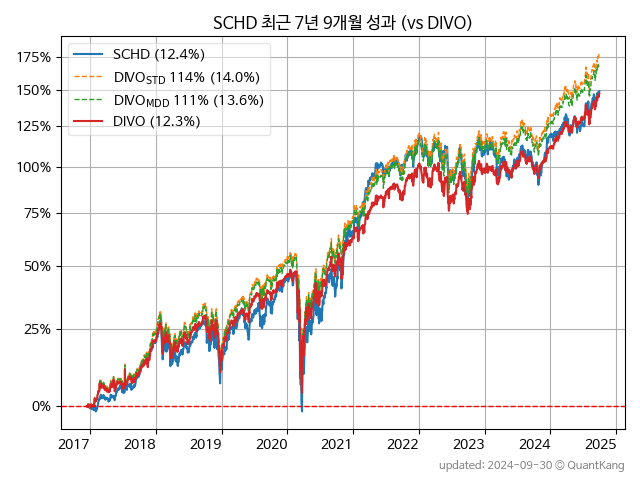 SCHD 최근 7년 9개월 성과 (vs DIVO)
SCHD (12.4%)
DIVO_STD 114% (14.0%)
DIVO_MDD 111% (13.6%)
DIVO (12.3%)
175%
150%
125%
100%
75%
50%
25%
0%
2017 2018 2019 2020 2021 2022 2023 2024 2025
updated: 2024-09-30 © QuantKang